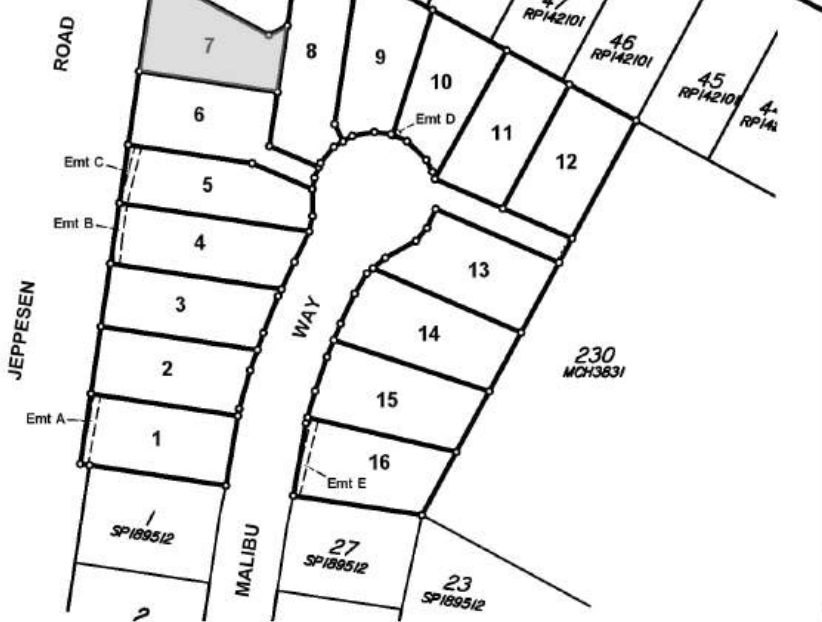 47
RP142101
46
RP142101
45
RP142101
ROAD
7
8
9
10
11
12
6
Emt D
Emt C
5
Emt B
4
13
3
WAY
14
JEPPESEN
2
230
MCH3831
15
Emt A
1
16
Emt E
1
SP189512
MALIBU
27
SP189512
23
SP189512
2